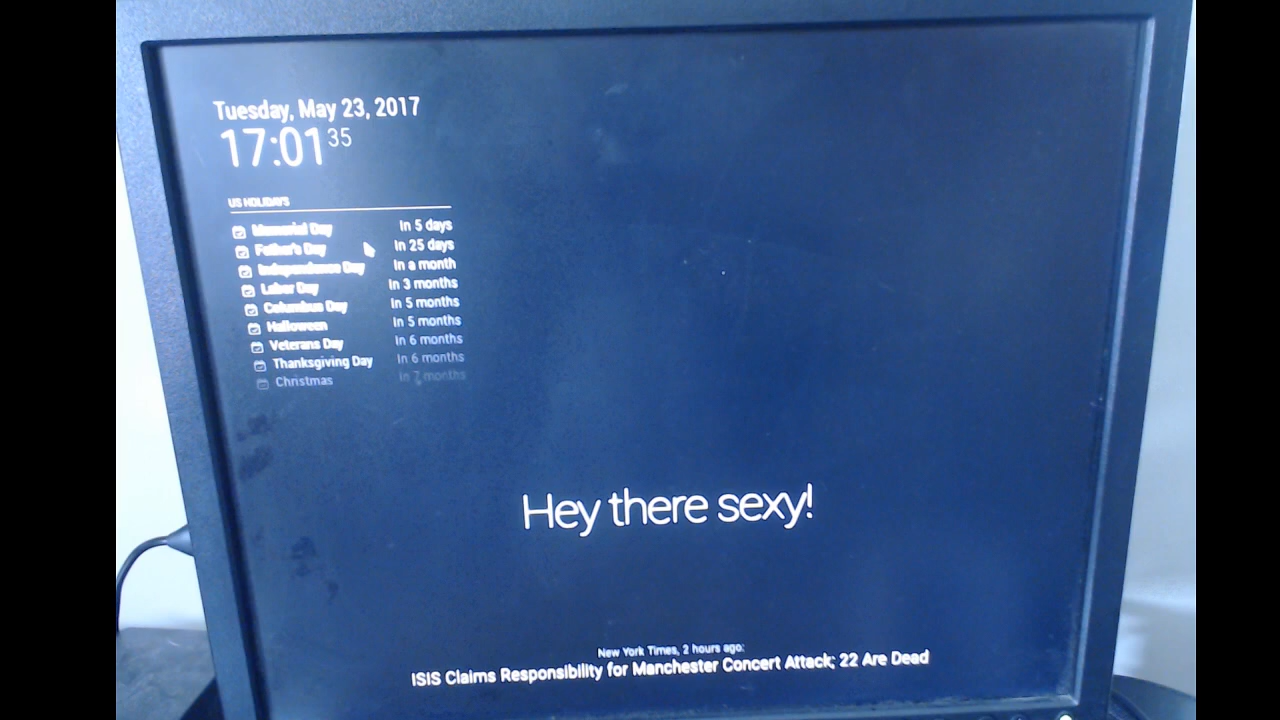 Tuesday, May 23, 2017
17:01 35
US HOLIDAYS
Memorial Day In 5 days
Father's Day In 25 days
Independence Day In a month
Labor Day In 3 months
Columbus Day In 5 months
Halloween In 5 months
Veterans Day In 6 months
Thanksgiving Day In 6 months
Christmas In 7 months
Hey there sexy!
New York Times, 2 hours ago:
ISIS Claims Responsibility for Manchester Concert Attack; 22 Are Dead